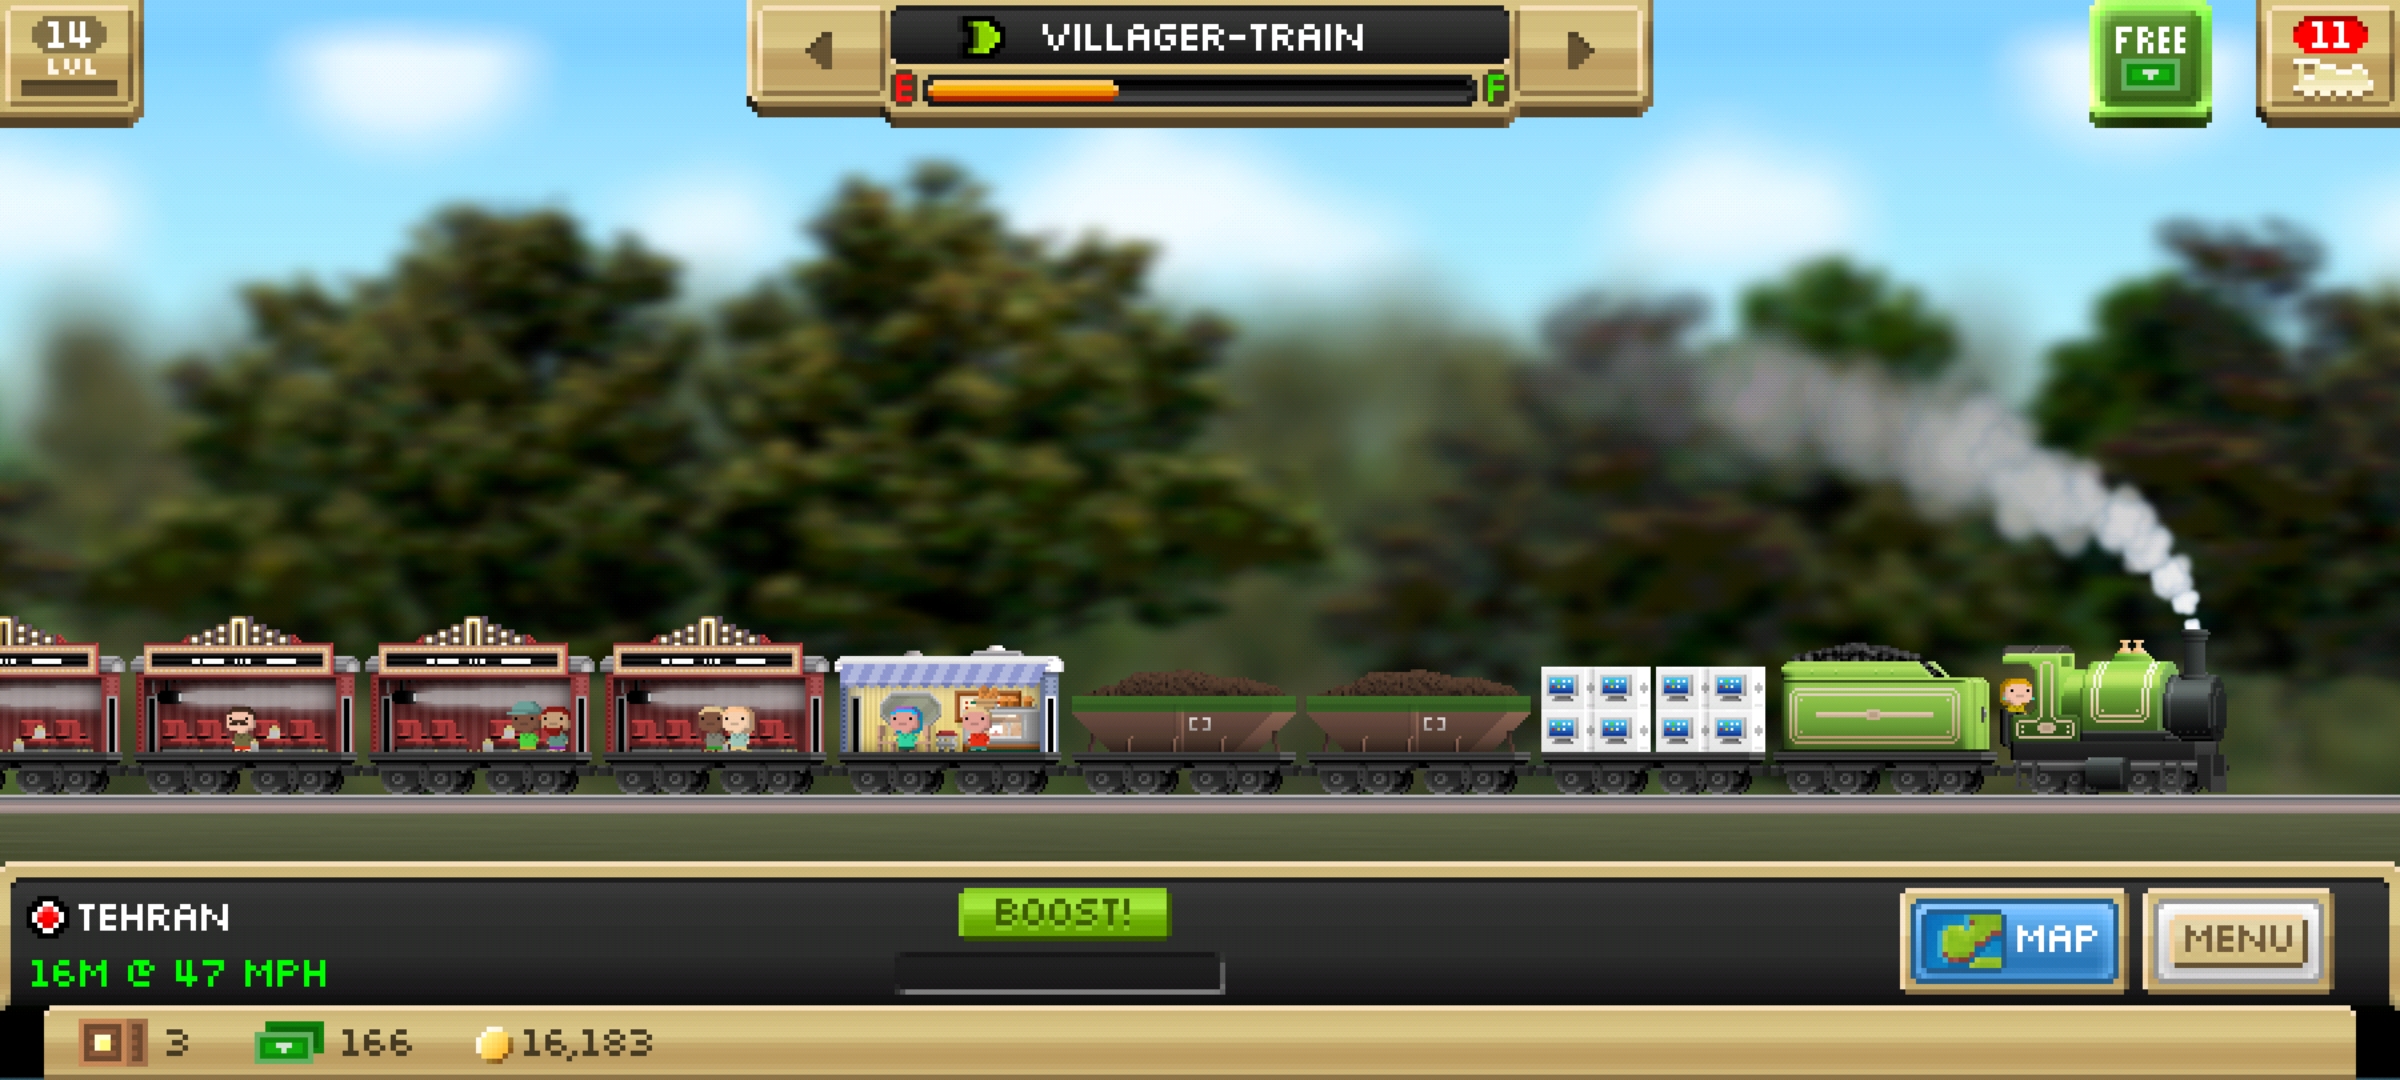 14
LVL
VILLAGER-TRAIN
E F
FREE
11
TEHRAN
16M @ 47 MPH
BOOST!
MAP
MENU
3 166 16,183